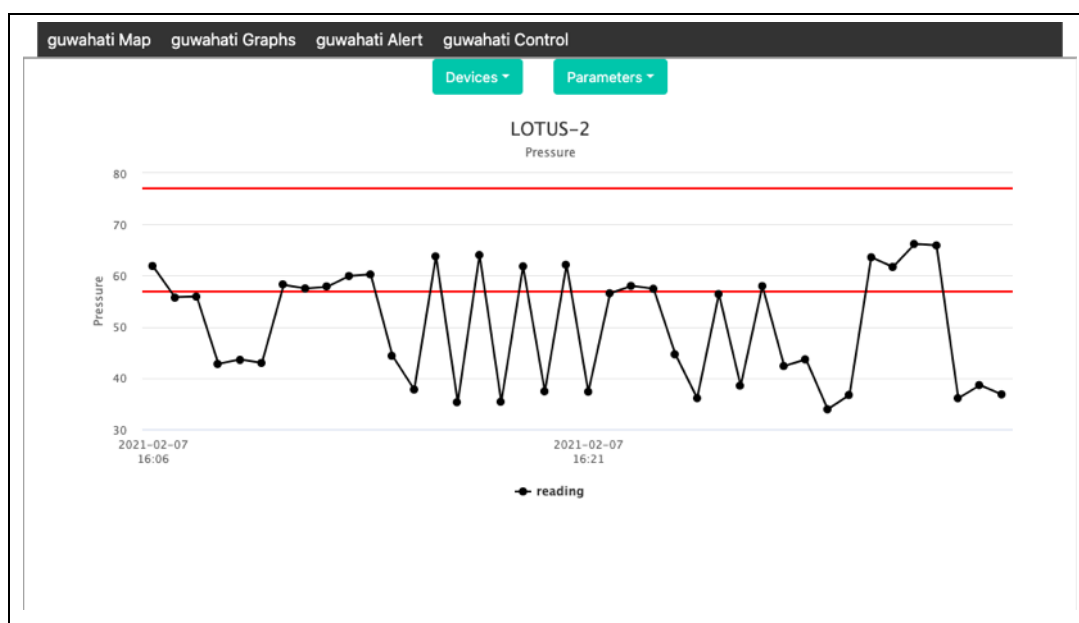 guwahati Map guwahati Graphs guwahati Alert guwahati Control
Devices Parameters
LOTUS-2
Pressure
80
70
60
50
40
30
Pressure
2021-02-07
16:06
2021-02-07
16:21
reading